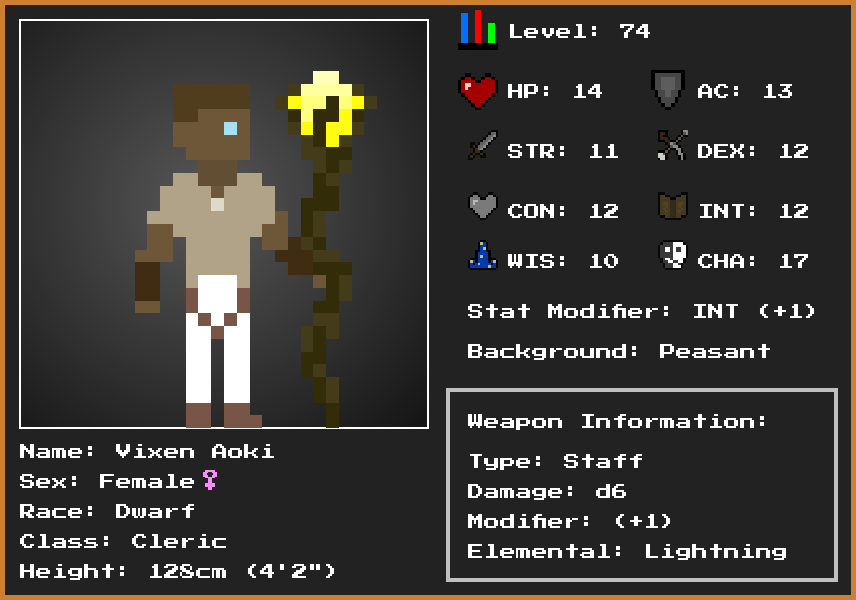 Level: 74
HP: 14 AC: 13
STR: 11 DEX: 12
CON: 12 INT: 12
WIS: 10 CHA: 17
Stat Modifier: INT (+1)
Background: Peasant
Weapon Information:
Type: Staff
Damage: d6
Modifier: (+1)
Elemental: Lightning
Name: Vixen Aoki
Sex: Female♀
Race: Dwarf
Class: Cleric
Height: 128cm (4'2")